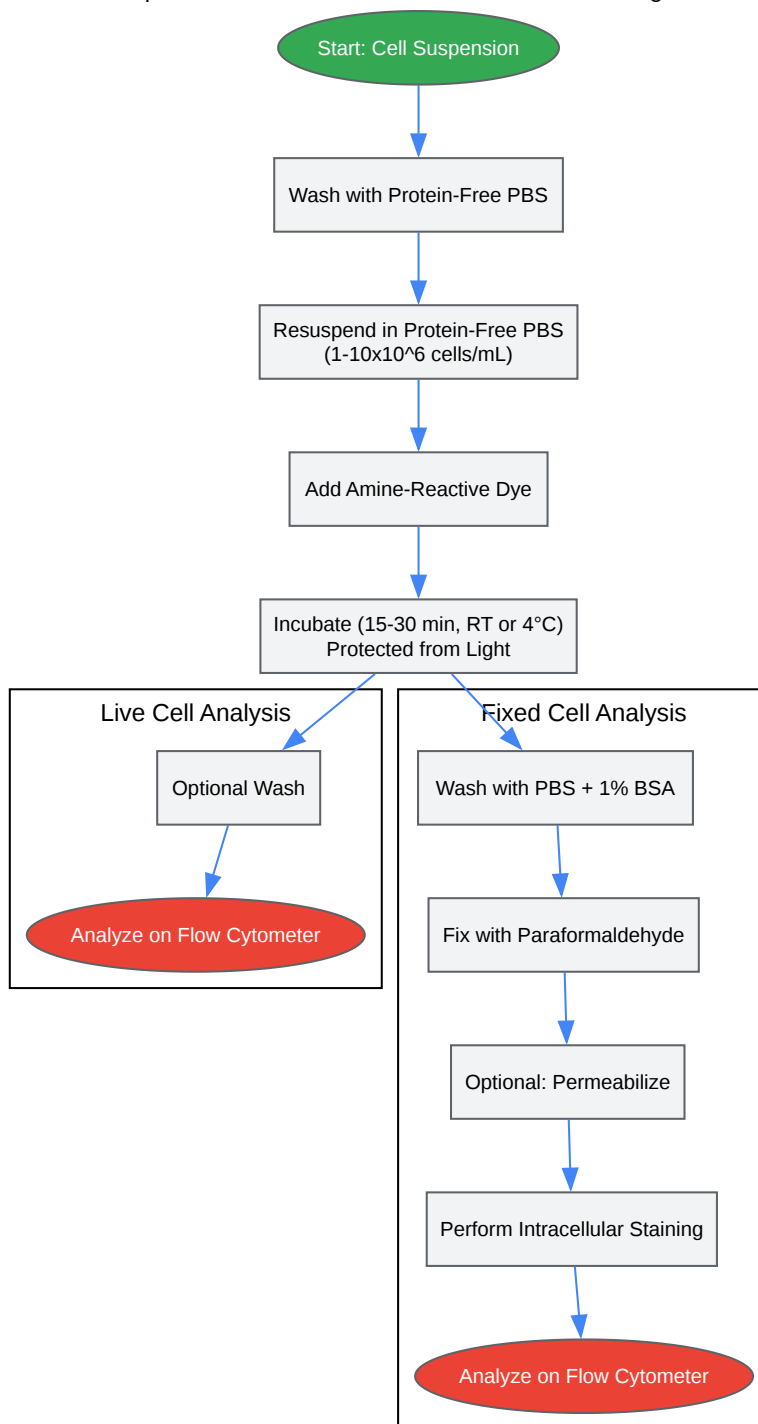 Start: Cell Suspension
Wash with Protein-Free PBS
Resuspend in Protein-Free PBS
(1-10x10^6 cells/mL)
Add Amine-Reactive Dye
Incubate (15-30 min, RT or 4°C)
Protected from Light
Live Cell Analysis
Optional Wash
Analyze on Flow Cytometer
Fixed Cell Analysis
Wash with PBS + 1% BSA
Fix with Paraformaldehyde
Optional: Permeabilize
Perform Intracellular Staining
Analyze on Flow Cytometer